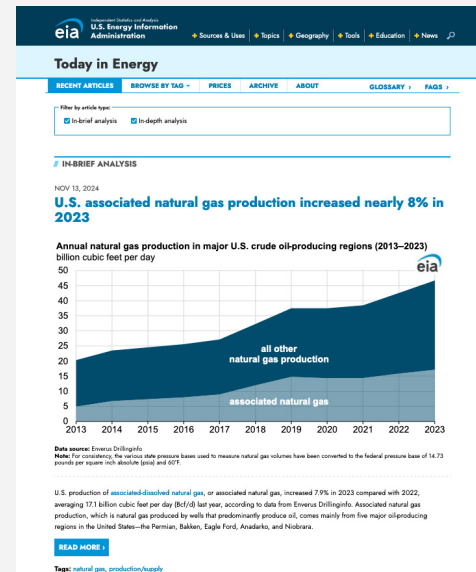 Independent Statistics and Analysis
eia
U.S. Energy Information
Administration
+ Sources & Uses + Topics + Geography + Tools + Education + News
Today in Energy
RECENT ARTICLES BROWSE BY TAG PRICES ARCHIVE ABOUT GLOSSARY › FAQS ›
Filter by article type:
In-brief analysis In-depth analysis
// IN-BRIEF ANALYSIS
NOV 13, 2024
U.S. associated natural gas production increased nearly 8% in
2023
Annual natural gas production in major U.S. crude oil-producing regions (2013–2023)
billion cubic feet per day
eia
50
45
40
35
30
25
20
15
10
5
0
all other
natural gas production
associated natural gas
2013 2014 2015 2016 2017 2018 2019 2020 2021 2022 2023
Data source: Enverus Drillinginfo
Note: For consistency, the various state pressure bases used to measure natural gas volumes have been converted to the federal pressure base of 14.73
pounds per square inch absolute (psia) and 60°F.
U.S. production of associated-dissolved natural gas, or associated natural gas, increased 7.9% in 2023 compared with 2022,
averaging 17.1 billion cubic feet per day (Bcf/d) last year, according to data from Enverus Drillinginfo. Associated natural gas
production, which is natural gas produced by wells that predominantly produce oil, comes mainly from five major oil-producing
regions in the United States—the Permian, Bakken, Eagle Ford, Anadarko, and Niobrara.
READ MORE ›
Tags: natural gas, production/supply